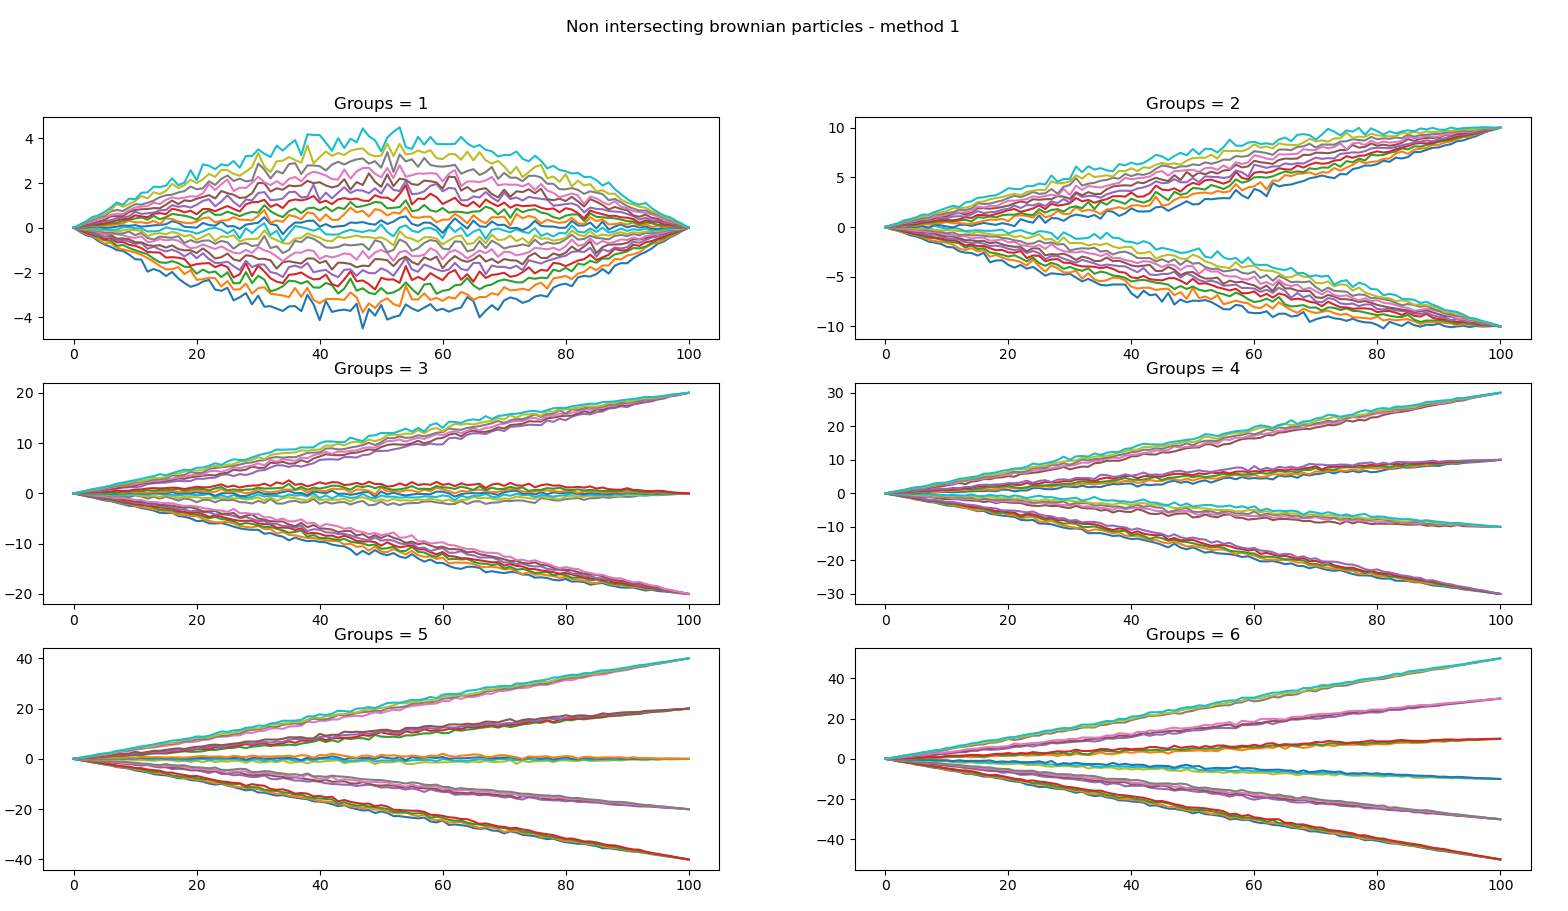 Non intersecting brownian particles - method 1
Groups = 1
4
2
0
−2
−4
0 20 40 60 80 100
Groups = 2
10
5
0
−5
−10
0 20 40 60 80 100
Groups = 3
20
10
0
−10
−20
0 20 40 60 80 100
Groups = 4
30
20
10
0
−10
−20
−30
0 20 40 60 80 100
Groups = 5
40
20
0
−20
−40
0 20 40 60 80 100
Groups = 6
40
20
0
−20
−40
0 20 40 60 80 100